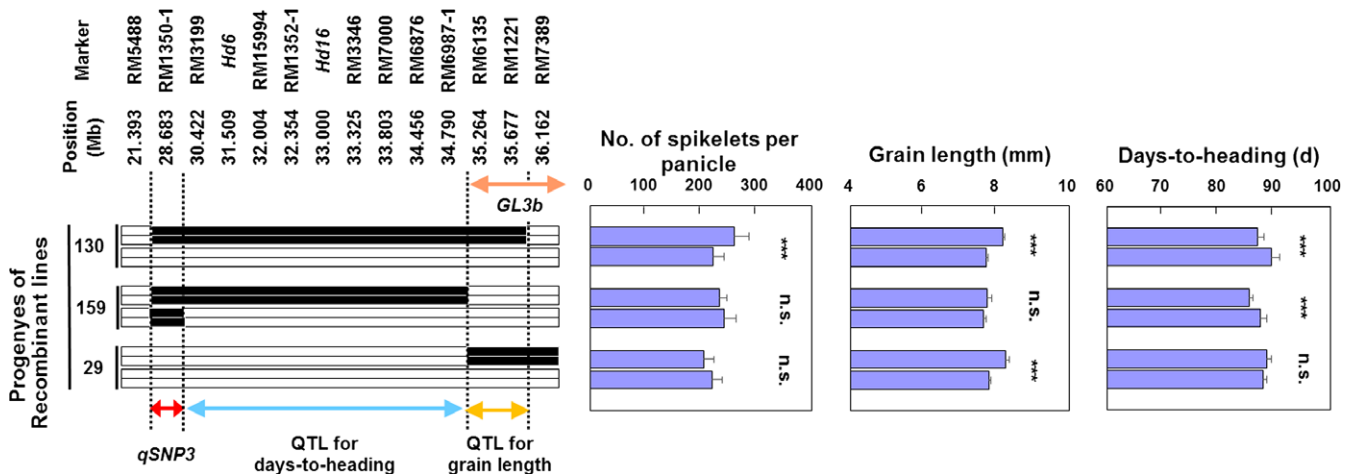 Marker
RM5488
RM1350-1
RM3199
Hd6
RM15994
RM1352-1
Hd16
RM3346
RM7000
RM6876
RM6987-1
RM6135
RM1221
RM7389
Position
(Mb)
21.393
28.683
30.422
31.509
32.004
32.354
33.000
33.325
33.803
34.456
34.790
35.264
35.677
36.162
GL3b
No. of spikelets per
panicle
0 100 200 300 400
Grain length (mm)
4 6 8 10
Days-to-heading (d)
60 70 80 90 100
Progenyes of
Recombinant lines
130
***
***
***
159
n.s.
n.s.
***
29
n.s.
***
n.s.
qSNP3
QTL for
days-to-heading
QTL for
grain length